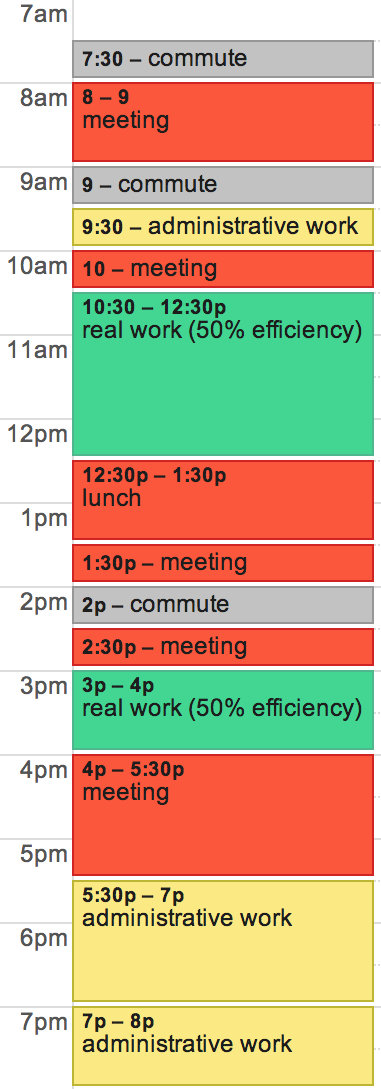 7am
7:30 – commute
8am
8 – 9
meeting
9am
9 – commute
9:30 – administrative work
10am
10 – meeting
10:30 – 12:30p
real work (50% efficiency)
11am
12pm
12:30p – 1:30p
lunch
1pm
1:30p – meeting
2pm
2p – commute
2:30p – meeting
3pm
3p – 4p
real work (50% efficiency)
4pm
4p – 5:30p
meeting
5pm
5:30p – 7p
administrative work
6pm
7pm
7p – 8p
administrative work